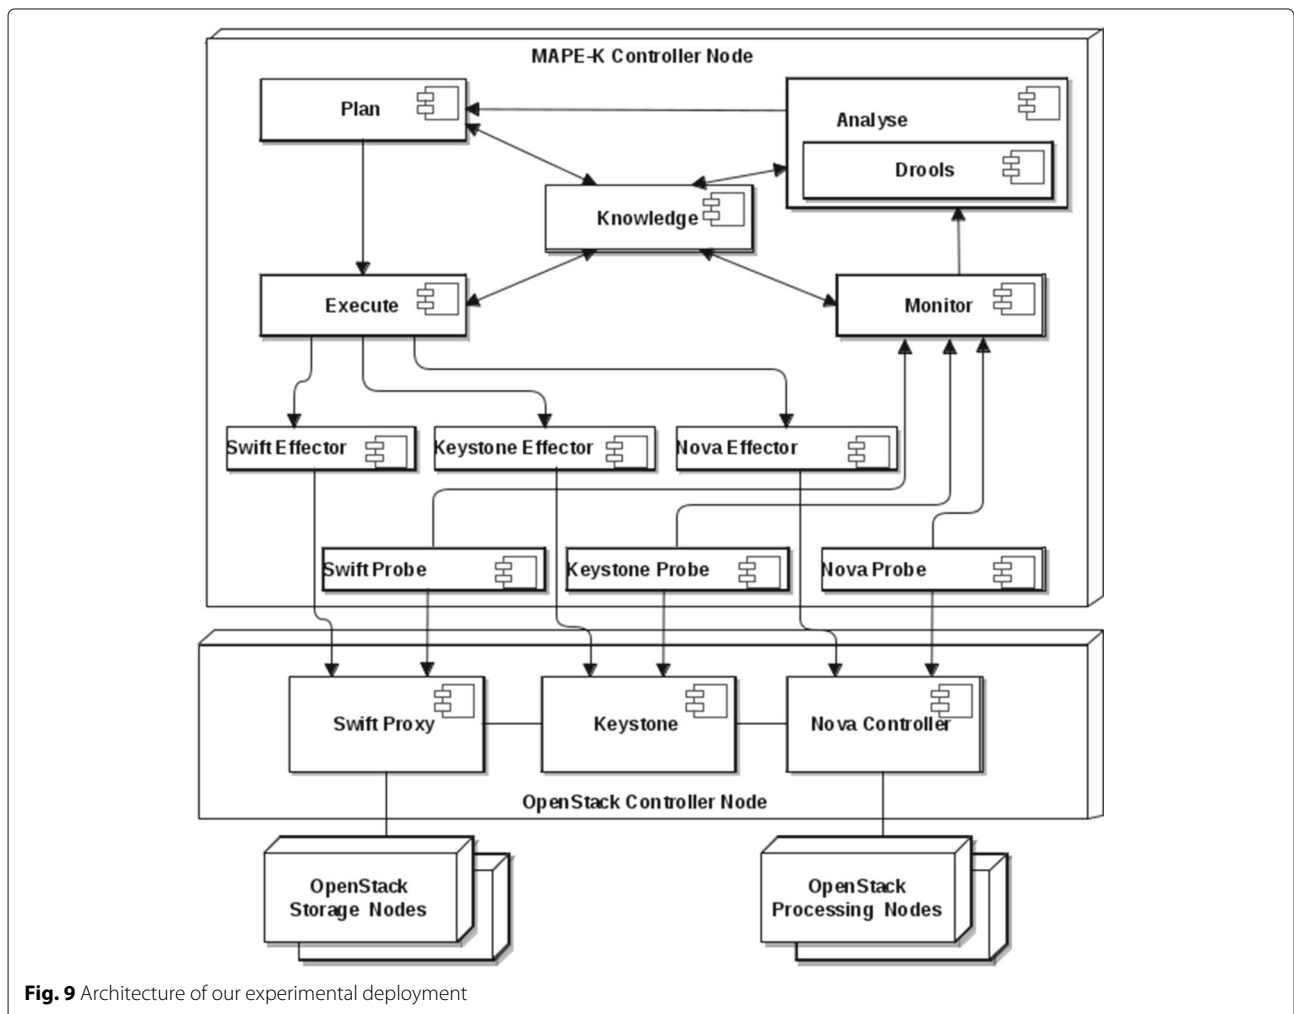 MAPE-K Controller Node
Plan
Analyse
Drools
Knowledge
Execute
Monitor
Swift Effector
Keystone Effector
Nova Effector
Swift Probe
Keystone Probe
Nova Probe
Swift Proxy
Keystone
Nova Controller
OpenStack Controller Node
OpenStack
Storage Nodes
OpenStack
Processing Nodes
Fig. 9 Architecture of our experimental deployment